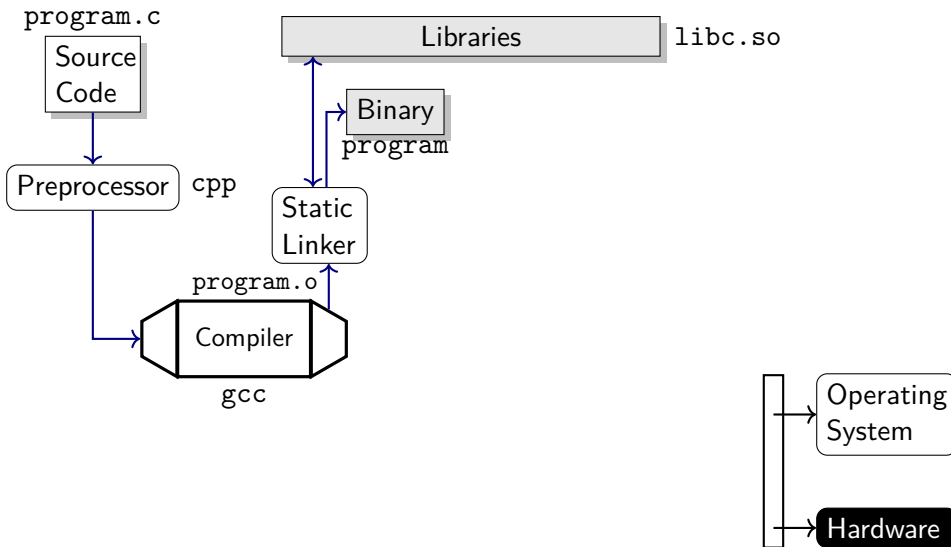 program.c
Source
Code
Libraries
libc.so
Binary
program
Preprocessor
cpp
Static
Linker
program.o
Compiler
gcc
Operating
System
Hardware